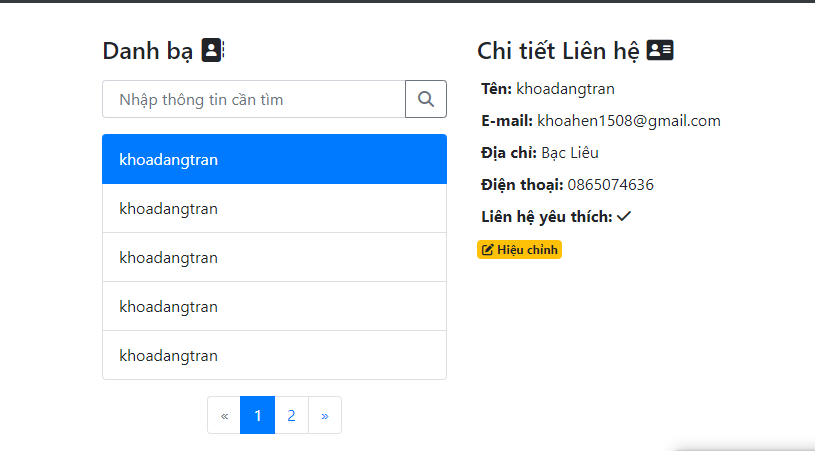 Danh bạ
Nhập thông tin cần tìm
khoadangtran
khoadangtran
khoadangtran
khoadangtran
khoadangtran
« 1 2 »
Chi tiết Liên hệ
Tên: khoadangtran
E-mail: khoahen1508@gmail.com
Địa chỉ: Bạc Liêu
Điện thoại: 0865074636
Liên hệ yêu thích: ✓
Hiệu chỉnh